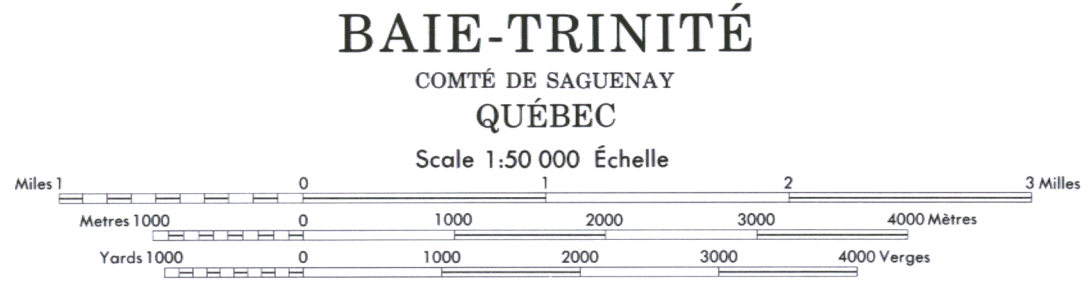 BAIE-TRINITÉ
COMTÉ DE SAGUENAY
QUÉBEC
Scale 1:50 000 Échelle
Miles 1 0 1 2 3 Milles
Metres 1000 0 1000 2000 3000 4000 Mètres
Yards 1000 0 1000 2000 3000 4000 Verges